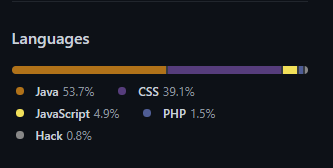 Languages
Java 53.7% CSS 39.1%
JavaScript 4.9% PHP 1.5%
Hack 0.8%